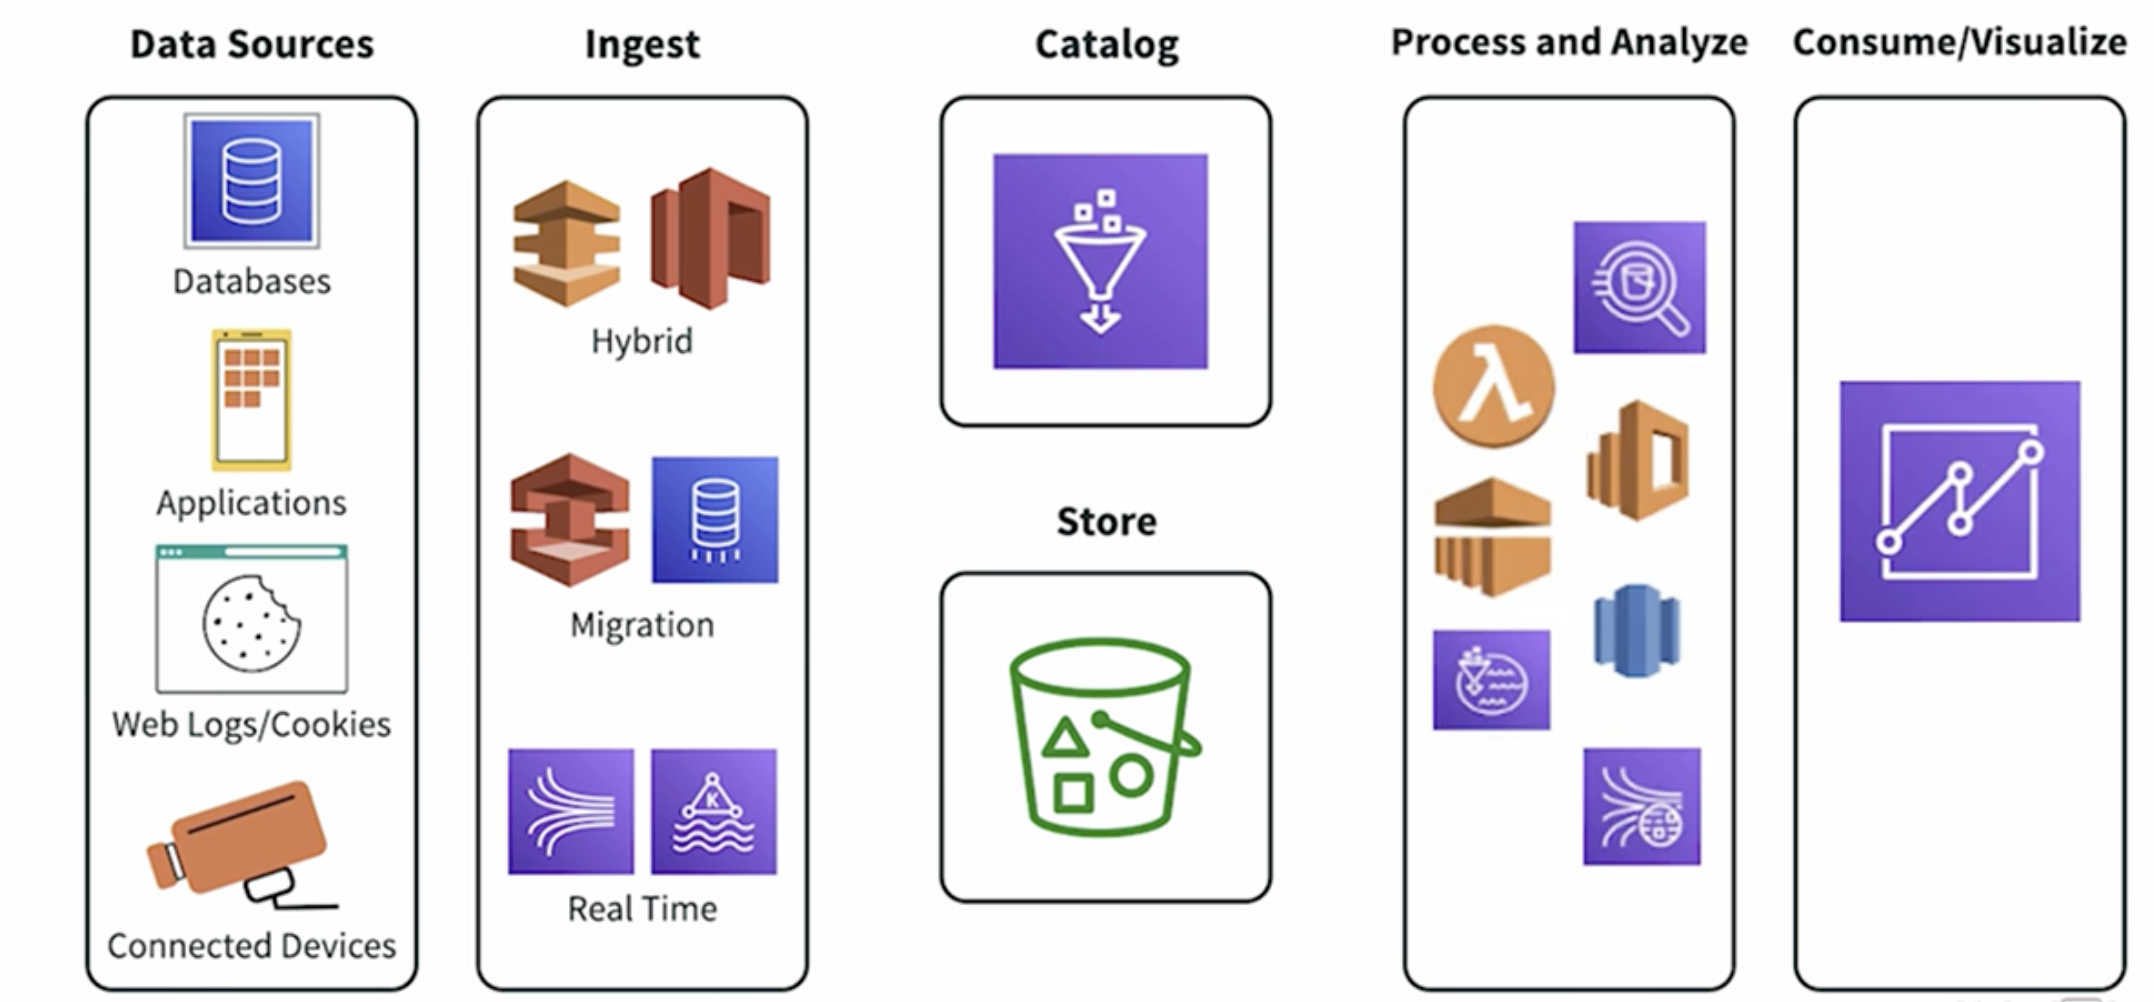 Data Sources
Databases
Applications
Web Logs/Cookies
Connected Devices
Ingest
Hybrid
Migration
K
Real Time
Catalog
Store
Process and Analyze
λ
Consume/Visualize